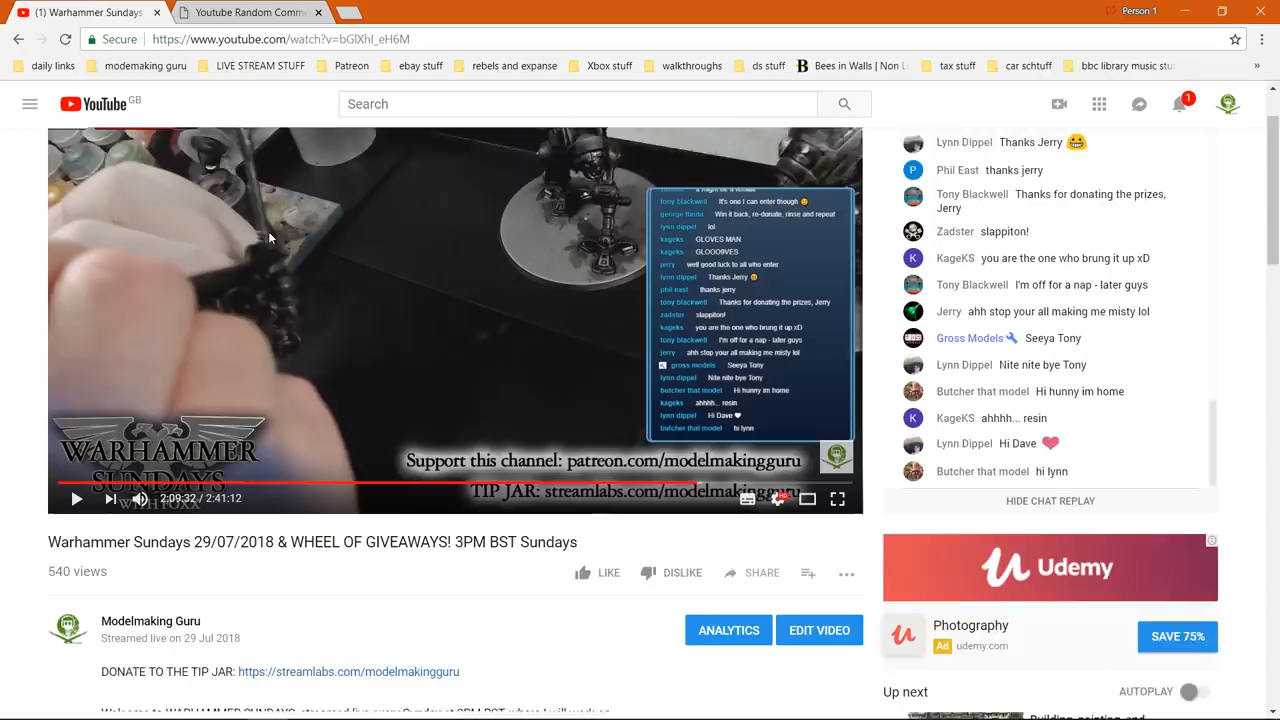 (1) Warhammer Sundays
Youtube Random Comme
Person 1
Secure
https://www.youtube.com/watch?v=bGlXhI_eH6M
daily links
modemaking guru
LIVE STREAM STUFF
Patreon
ebay stuff
rebels and expanse
Xbox stuff
walkthroughs
ds stuff
Bees in Walls | Non L
tax stuff
car schtuff
bbc library music stu
»
YouTube GB
Search
1
tony blackwell It's one I can enter though
Win it back, re-donate, rinse and repeat
lynn dippel lol
kageks GLOVES MAN
kageks GLOOO9VES
jerry well good luck to all who enter
lynn dippel Thanks Jerry
phil east thanks jerry
tony blackwell Thanks for donating the prizes, Jerry
zadster slappiton!
kageks you are the one who brung it up xD
tony blackwell I'm off for a nap - later guys
jerry ahh stop your all making me misty lol
gross models Seeya Tony
lynn dippel Nite nite bye Tony
butcher that model Hi hunny im home
kageks ahhhh... resin
lynn dippel Hi Dave ❤
butcher that model hi lynn
WARHAMMER
SUNDAYS
Support this channel: patreon.com/modelmakingguru
TIP JAR: streamlabs.com/modelmakingguru
2:09:32 / 2:41:12
HD
Lynn Dippel Thanks Jerry 😁
P Phil East thanks jerry
Tony Blackwell Thanks for donating the prizes,
Jerry
Zadster slappiton!
K KageKS you are the one who brung it up xD
Tony Blackwell I'm off for a nap - later guys
Jerry ahh stop your all making me misty lol
Gross Models Seeya Tony
Lynn Dippel Nite nite bye Tony
Butcher that model Hi hunny im home
K KageKS ahhhh... resin
Lynn Dippel Hi Dave ❤
Butcher that model hi lynn
HIDE CHAT REPLAY
Warhammer Sundays 29/07/2018 & WHEEL OF GIVEAWAYS! 3PM BST Sundays
540 views
LIKE
DISLIKE
SHARE
Udemy
Photography
Ad udemy.com
SAVE 75%
Modelmaking Guru
Streamed live on 29 Jul 2018
ANALYTICS
EDIT VIDEO
DONATE TO THE TIP JAR: https://streamlabs.com/modelmakingguru
Up next
AUTOPLAY